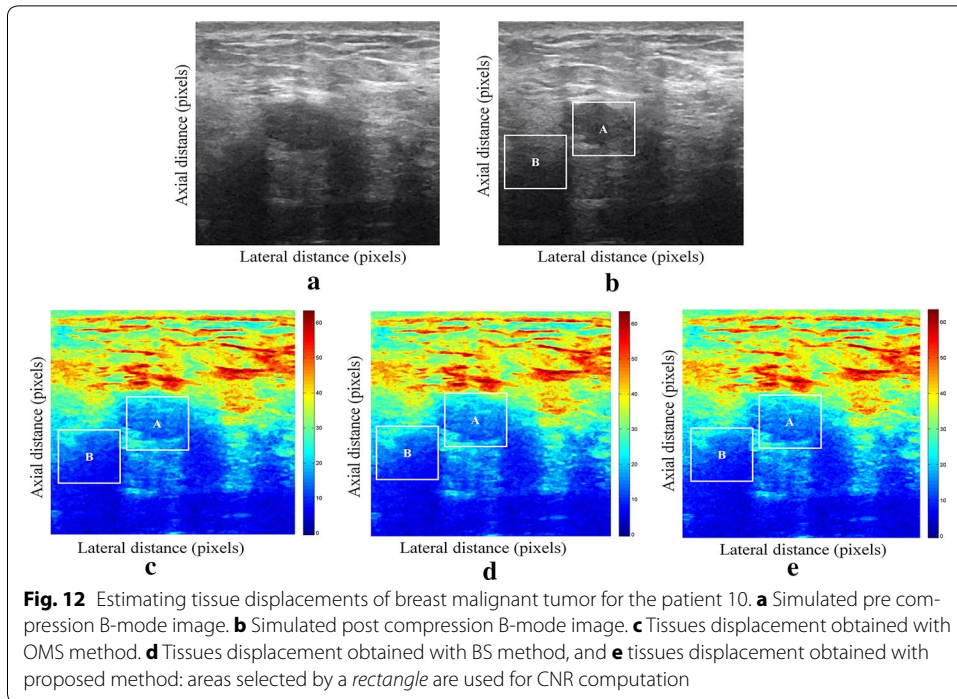 Axial distance (pixels)
Lateral distance (pixels)
a
Axial distance (pixels)
A
B
Lateral distance (pixels)
b
Axial distance (pixels)
A
B
60
50
40
30
20
10
0
Lateral distance (pixels)
c
Axial distance (pixels)
A
B
60
50
40
30
20
10
0
Lateral distance (pixels)
d
Axial distance (pixels)
A
B
60
50
40
30
20
10
0
Lateral distance (pixels)
e
Fig. 12 Estimating tissue displacements of breast malignant tumor for the patient 10. a Simulated pre com-
pression B-mode image. b Simulated post compression B-mode image. c Tissues displacement obtained with
OMS method. d Tissues displacement obtained with BS method, and e tissues displacement obtained with
proposed method: areas selected by a rectangle are used for CNR computation